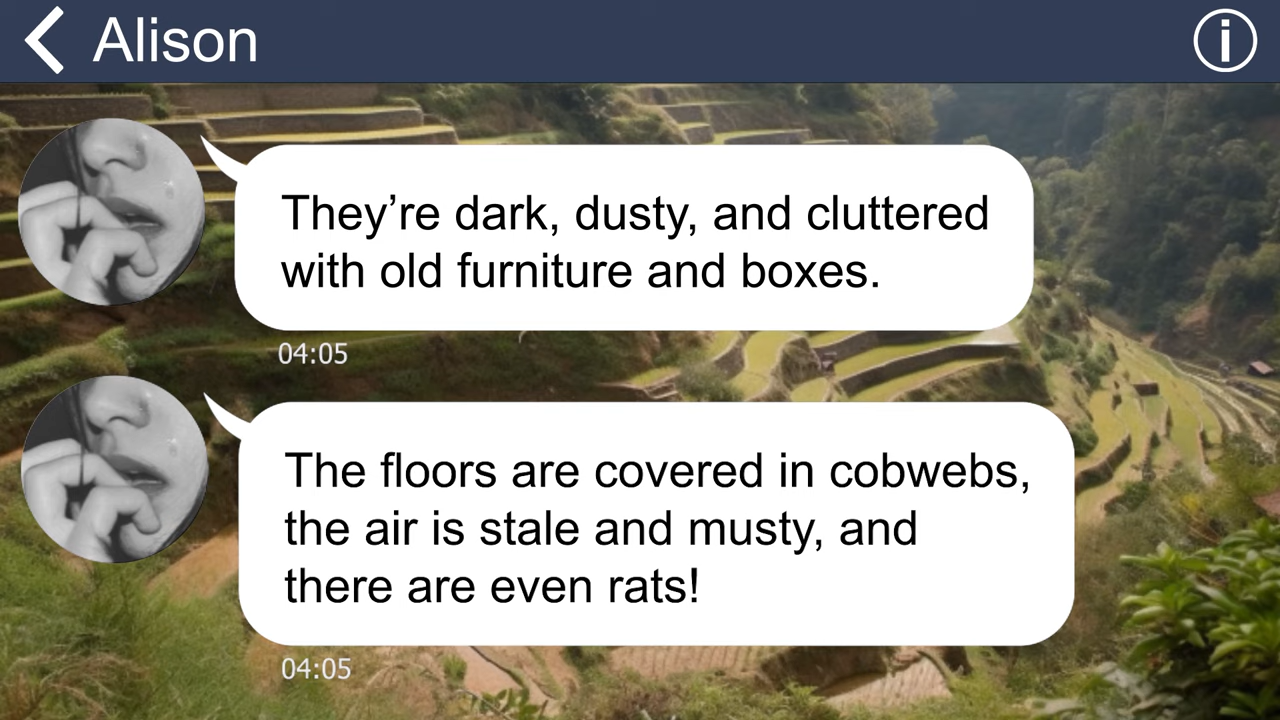 Alison
They’re dark, dusty, and cluttered
with old furniture and boxes.
04:05
The floors are covered in cobwebs,
the air is stale and musty, and
there are even rats!
04:05